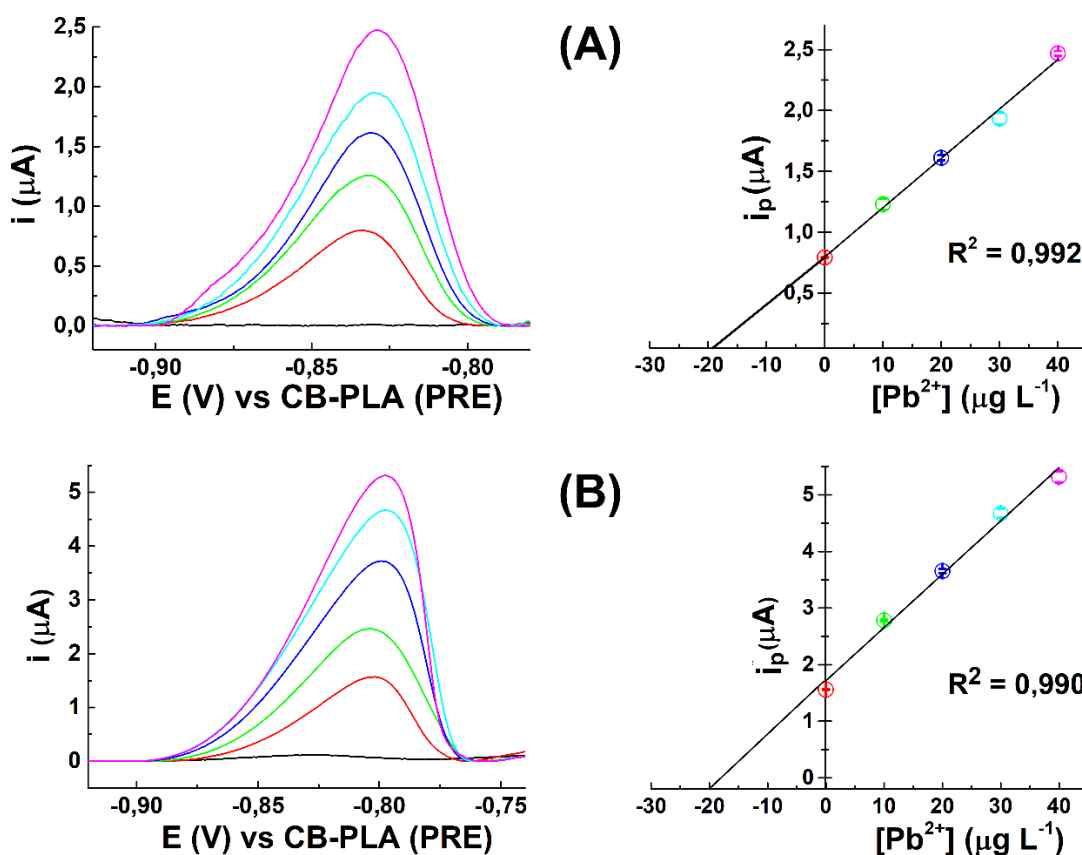 (A)
i (μA)
2,5
2,0
1,5
1,0
0,5
0,0
-0,90 -0,85 -0,80
E (V) vs CB-PLA (PRE)
i_p (μA)
2,5
2,0
1,5
1,0
0,5
R² = 0,992
-30 -20 -10 0 10 20 30 40
[Pb²⁺] (μg L⁻¹)
(B)
i (μA)
5
4
3
2
1
0
-0,90 -0,85 -0,80 -0,75
E (V) vs CB-PLA (PRE)
i_p (μA)
5
4
3
2
1
0
R² = 0,990
-30 -20 -10 0 10 20 30 40
[Pb²⁺] (μg L⁻¹)